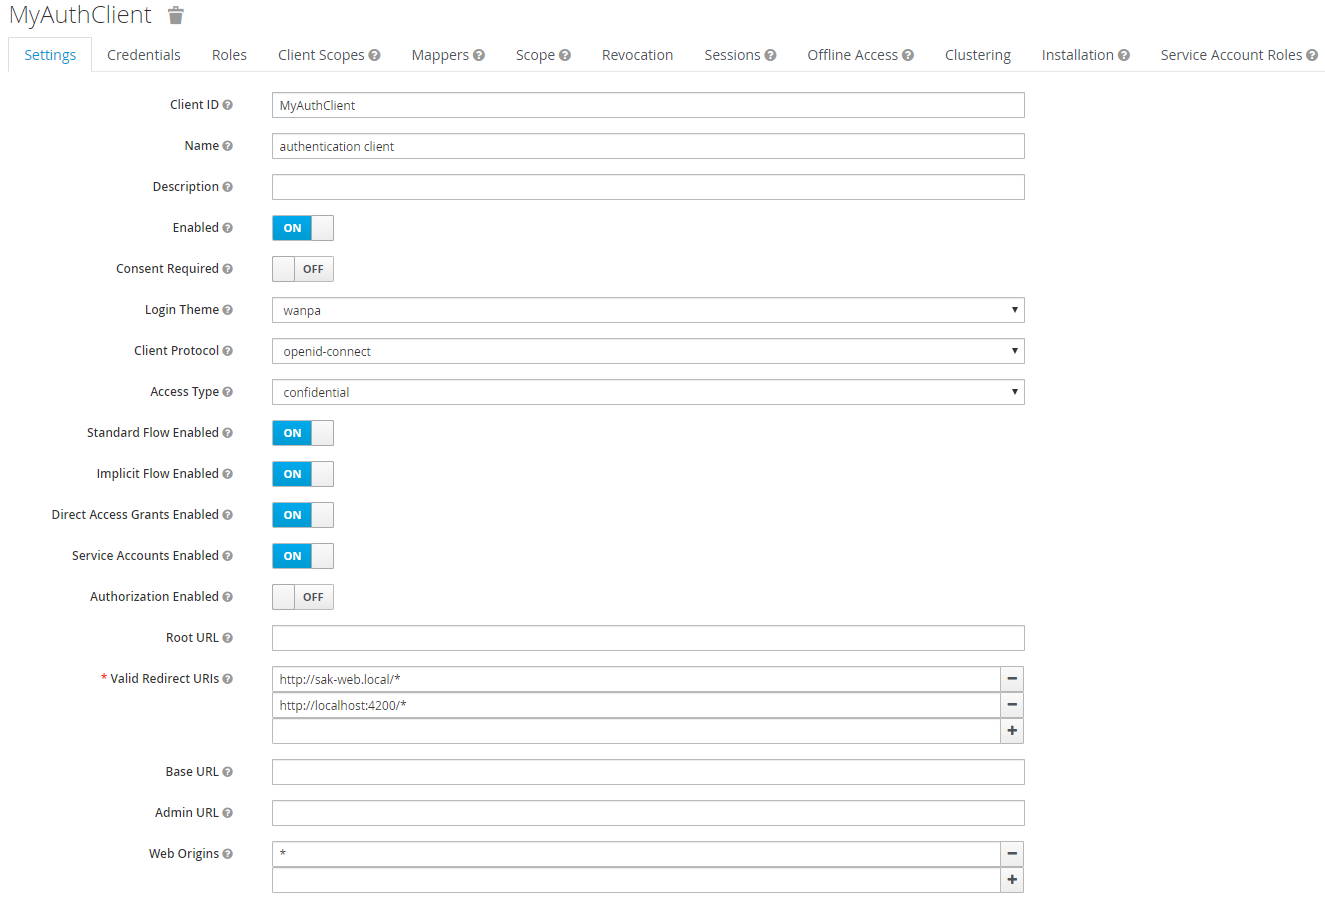 MyAuthClient
Settings Credentials Roles Client Scopes Mappers Scope Revocation Sessions Offline Access Clustering Installation Service Account Roles
Client ID MyAuthClient
Name authentication client
Description
Enabled ON
Consent Required OFF
Login Theme wanpa
Client Protocol openid-connect
Access Type confidential
Standard Flow Enabled ON
Implicit Flow Enabled ON
Direct Access Grants Enabled ON
Service Accounts Enabled ON
Authorization Enabled OFF
Root URL
* Valid Redirect URIs http://sak-web.local/*
http://localhost:4200/*
Base URL
Admin URL
Web Origins *